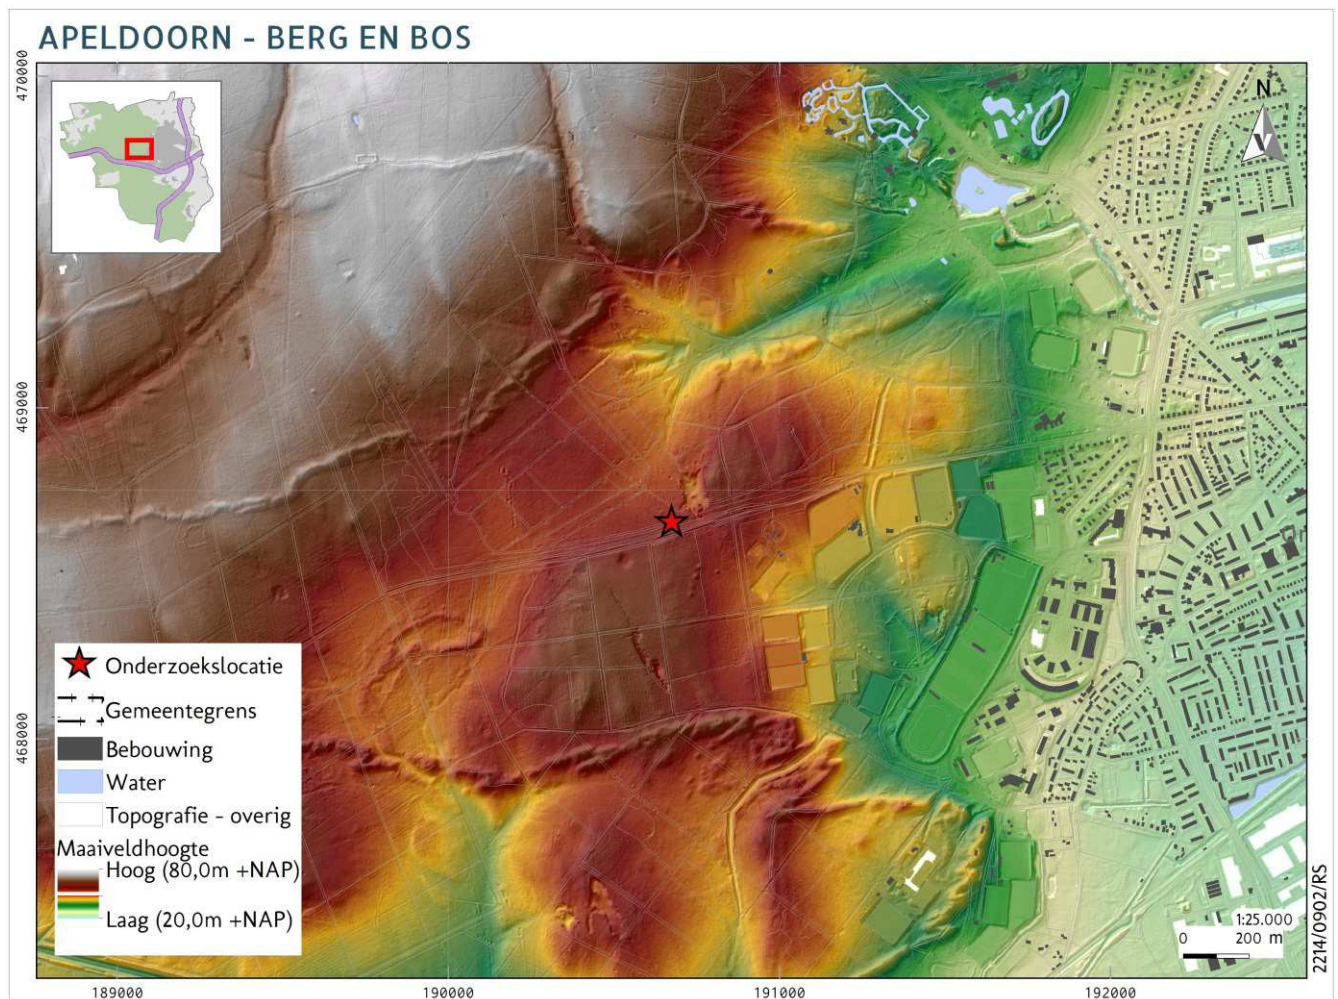 APELDOORN - BERG EN BOS
470000
469000
468000
N
Onderzoekslocatie
Gemeentegrens
Bebouwing
Water
Topografie - overig
Maaiveldhoogte
Hoog (80,0m +NAP)
Laag (20,0m +NAP)
1:25.000
0 200 m
2214/0902/RS
189000 190000 191000 192000